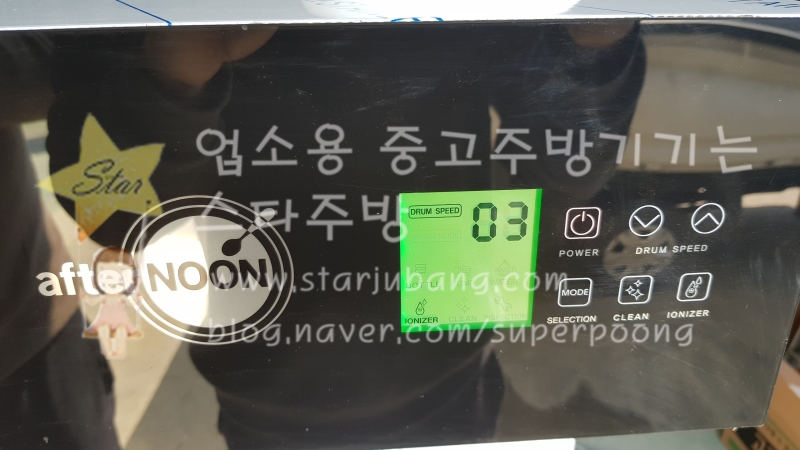 업소용 중고주방기기는
스타주방
Star
after NOON
www.starjubang.com
blog.naver.com/superpoong
DRUM SPEED 03
IONIZER CLEAN
POWER DRUM SPEED
MODE
SELECTION CLEAN IONIZER